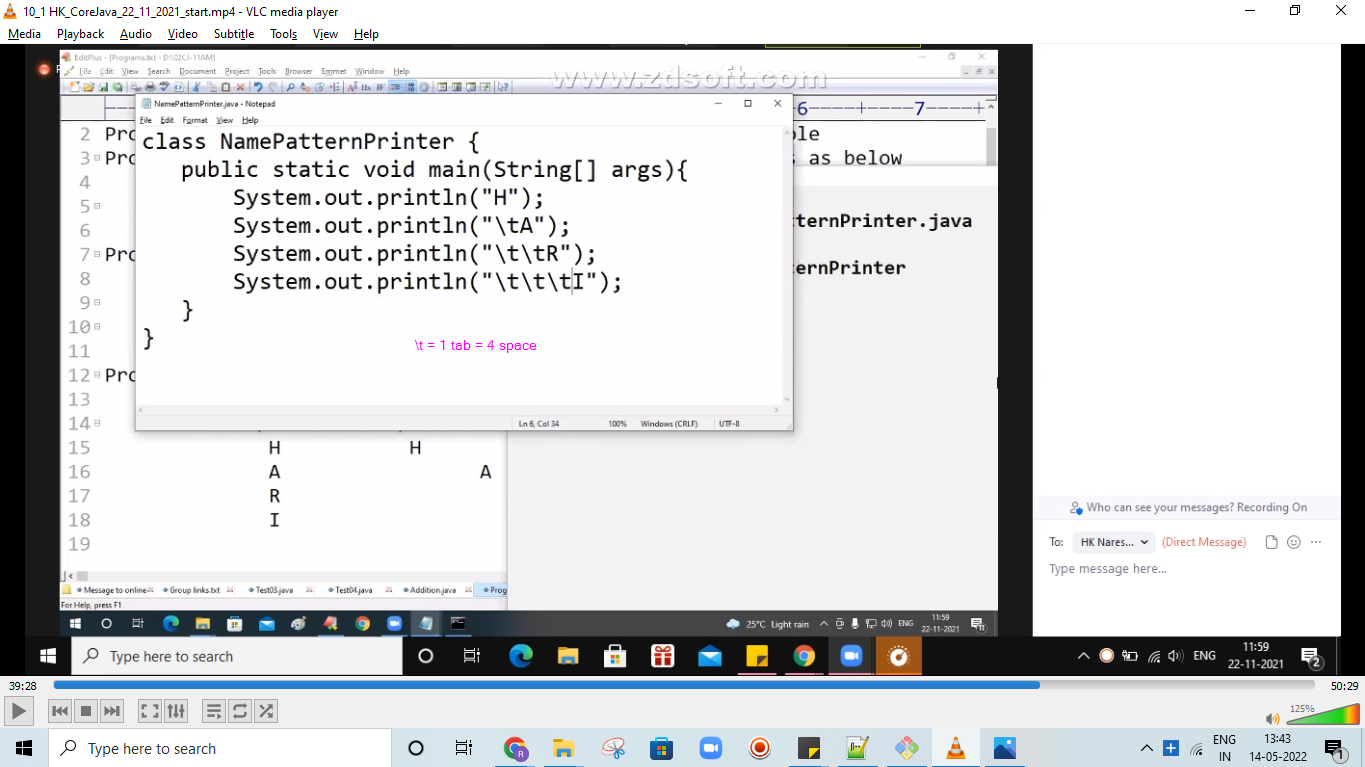 10_1 HK_CoreJava_22_11_2021_start.mp4 - VLC media player
Media Playback Audio Video Subtitle Tools View Help
EditPlus - [Programs.txt - D:\02CJ-11AM]
File Edit View Search Document Project Tools Browser Emmet Window Help
www.zdsoft.com
NamePatternPrinter.java - Notepad
File Edit Format View Help
6----+----7----+
class NamePatternPrinter {
public static void main(String[] args){
System.out.println("H");
System.out.println("\tA");
System.out.println("\t\tR");
System.out.println("\t\t\tI");
}
}
\t = 1 tab = 4 space
Ln 6, Col 34 100% Windows (CRLF) UTF-8
2 Pro ble
3 Pro s as below
4
5
6
7 Pro
8
9
10
11
12 Pro
13
14
15 H H
16 A A
17 R
18 I
19
tternPrinter.java
ternPrinter
Message to online Group links.txt Test03.java Test04.java Addition.java Prog
For Help, press F1
25°C Light rain ENG 11:59 22-11-2021 11
Who can see your messages? Recording On
To: HK Nares... (Direct Message)
Type message here...
Type here to search
ENG 11:59 22-11-2021 2
39:28 50:29
125%
Type here to search
ENG IN 13:43 14-05-2022 1